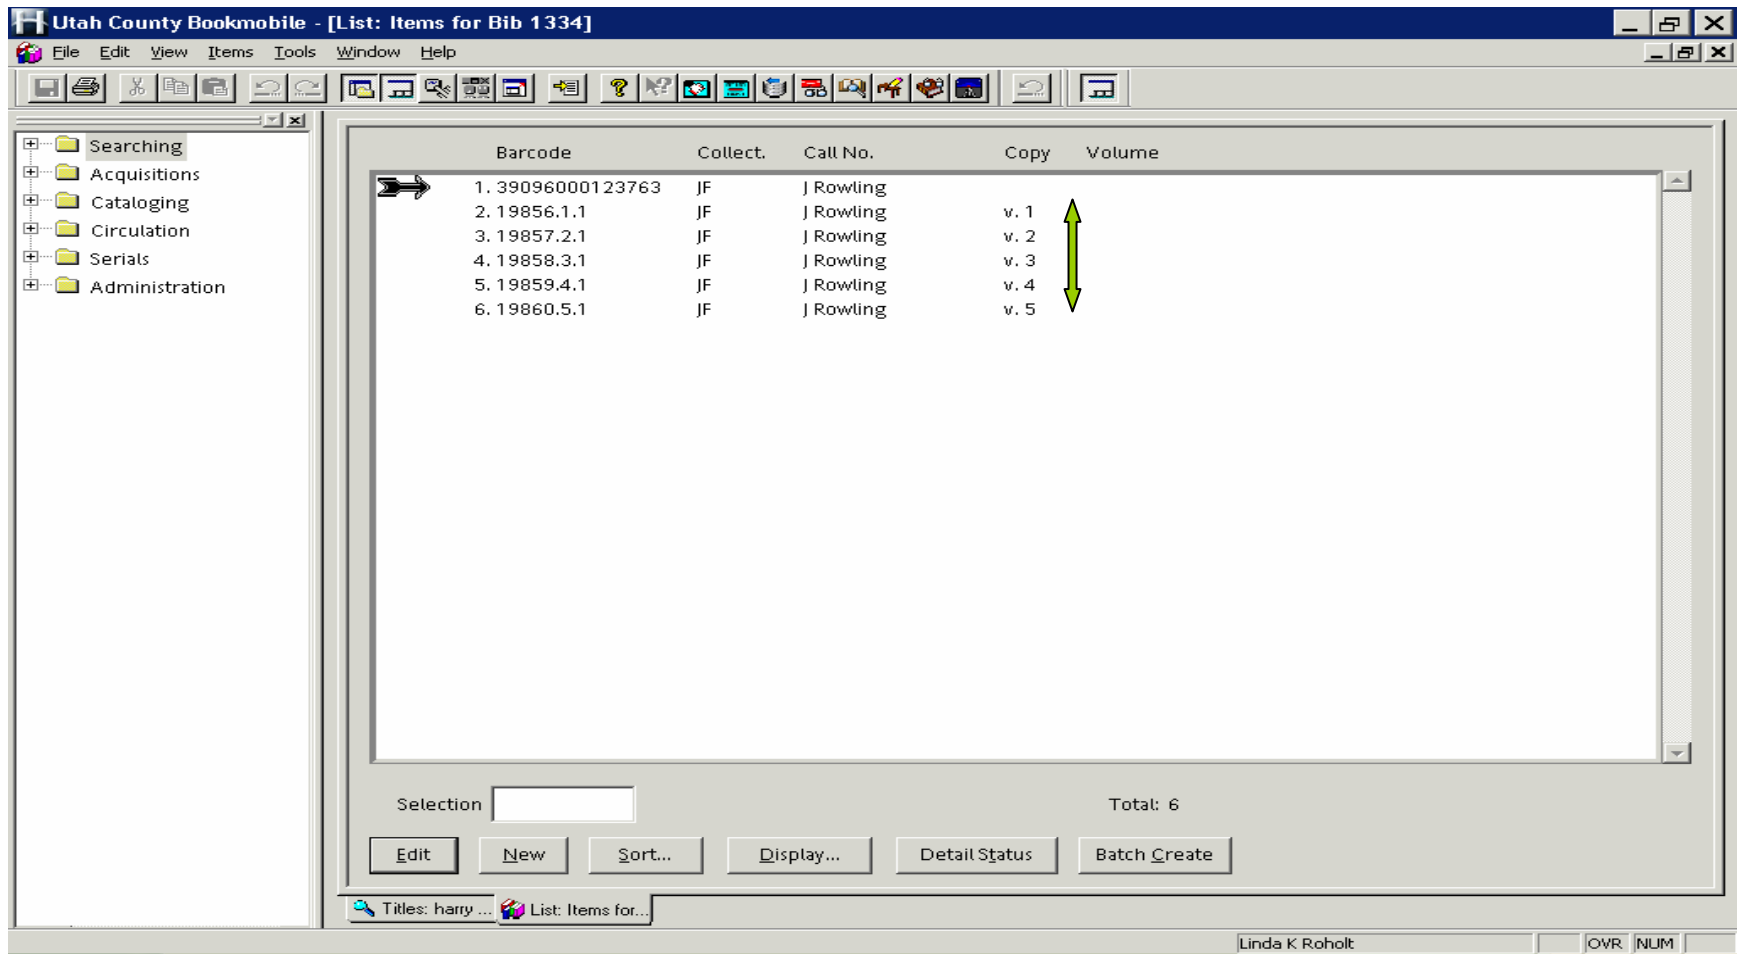 Utah County Bookmobile - [List: Items for Bib 1334]
File Edit View Items Tools Window Help
Searching
Acquisitions
Cataloging
Circulation
Serials
Administration
Barcode Collect. Call No. Copy Volume
1. 39096000123763 JF J Rowling
2. 19856.1.1 JF J Rowling v. 1
3. 19857.2.1 JF J Rowling v. 2
4. 19858.3.1 JF J Rowling v. 3
5. 19859.4.1 JF J Rowling v. 4
6. 19860.5.1 JF J Rowling v. 5
Selection Total: 6
Edit New Sort... Display... Detail Status Batch Create
Titles: harry ... List: Items for...
Linda K Roholt OVR NUM